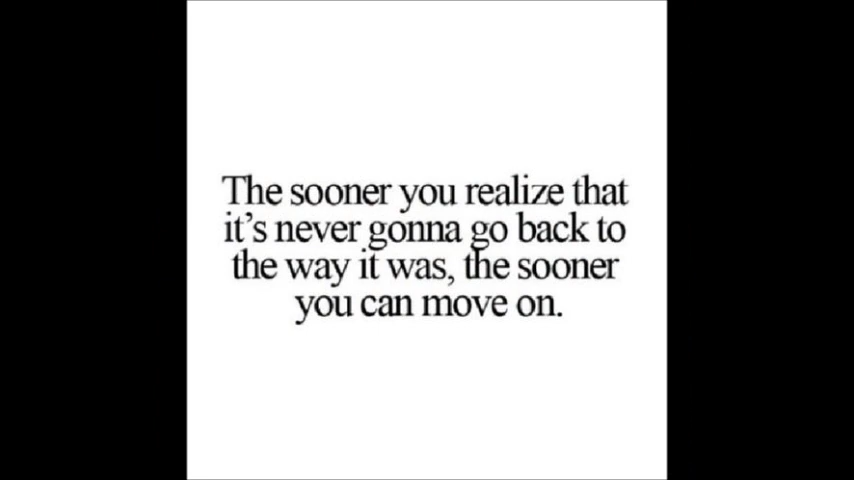 The sooner you realize that
it's never gonna go back to
the way it was, the sooner
you can move on.